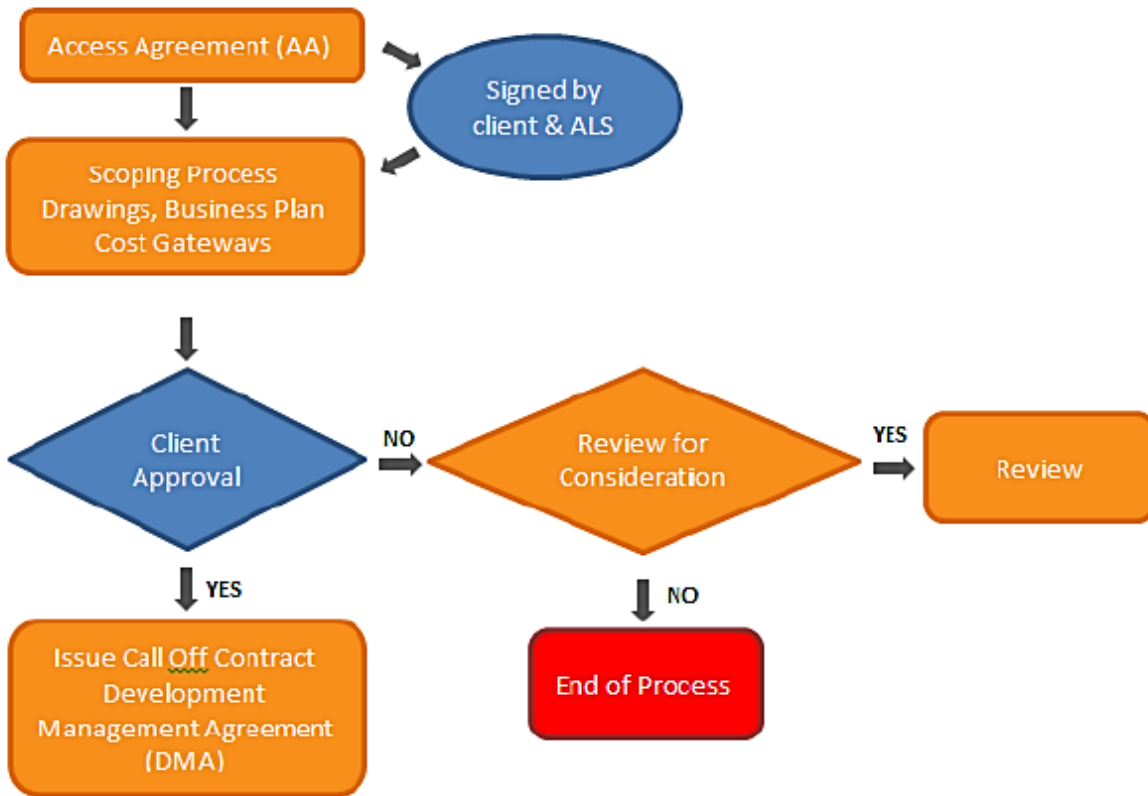 Access Agreement (AA)
Signed by
client & ALS
Scoping Process
Drawings, Business Plan
Cost Gateways
Client
Approval
NO
Review for
Consideration
YES
Review
YES
NO
Issue Call Off Contract
Development
Management Agreement
(DMA)
End of Process